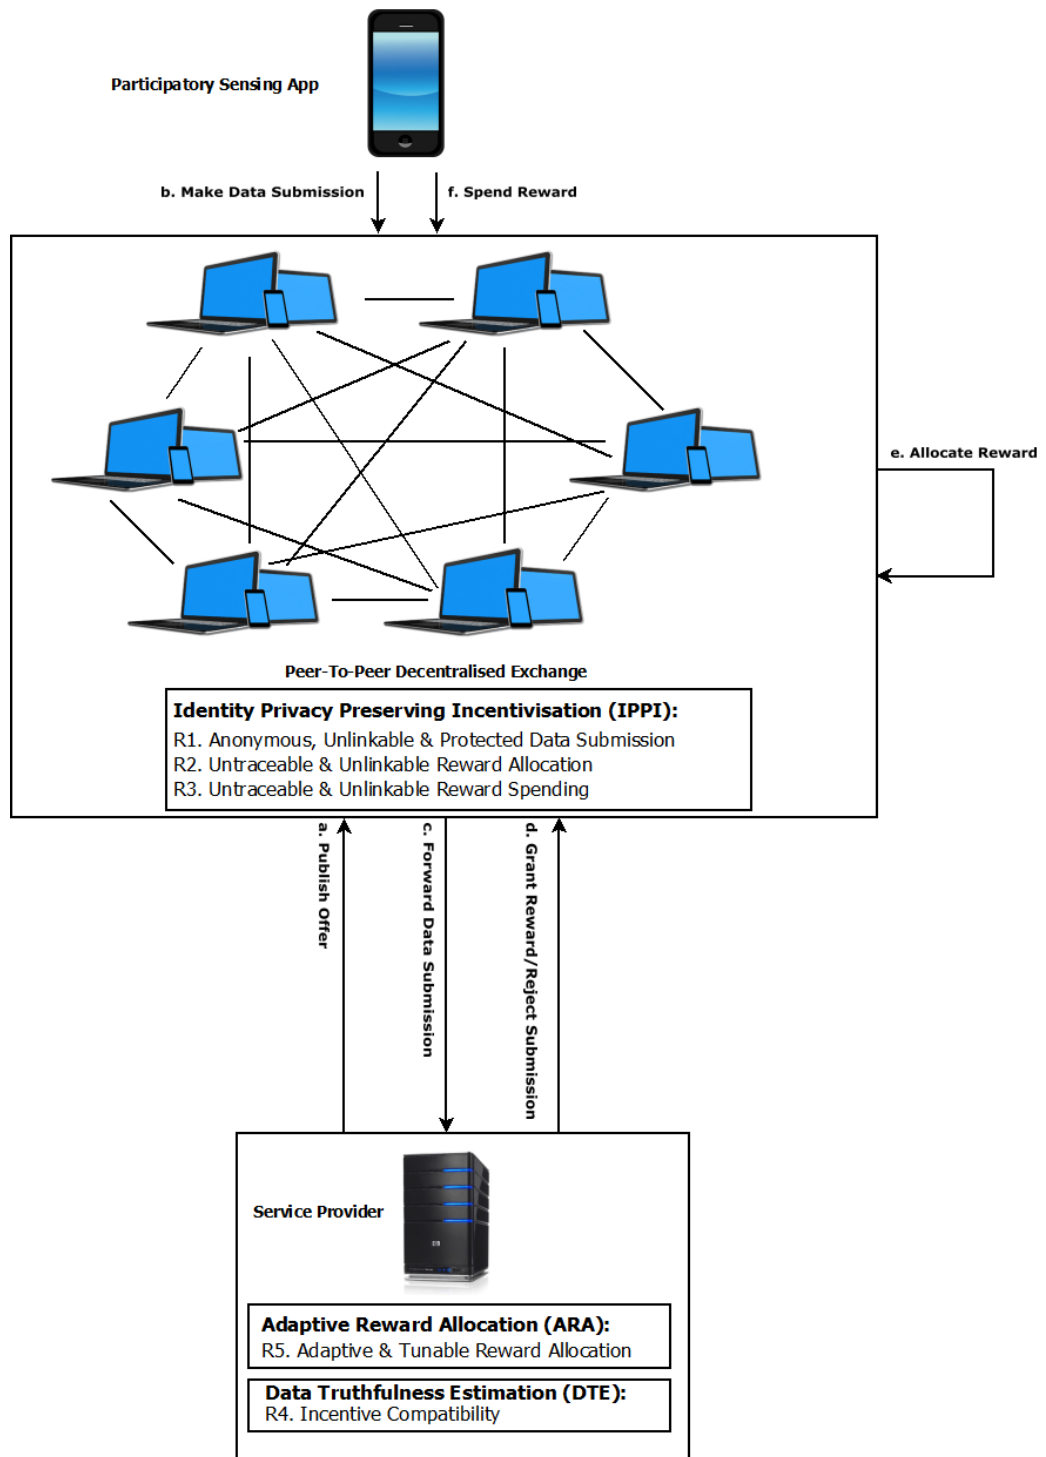 Participatory Sensing App
b. Make Data Submission
f. Spend Reward
e. Allocate Reward
Peer-To-Peer Decentralised Exchange
Identity Privacy Preserving Incentivisation (IPPI):
R1. Anonymous, Unlinkable & Protected Data Submission
R2. Untraceable & Unlinkable Reward Allocation
R3. Untraceable & Unlinkable Reward Spending
a. Publish Offer
c. Forward Data Submission
d. Grant Reward/Reject Submission
Service Provider
Adaptive Reward Allocation (ARA):
R5. Adaptive & Tunable Reward Allocation
Data Truthfulness Estimation (DTE):
R4. Incentive Compatibility